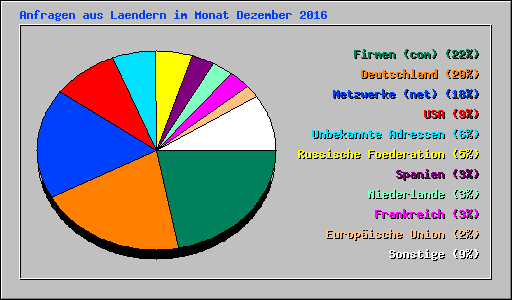 Anfragen aus Laendern im Monat Dezember 2016
Firmen (com) (22%)
Deutschland (20%)
Netzwerke (net) (18%)
USA (9%)
Unbekannte Adressen (6%)
Russische Foederation (5%)
Spanien (3%)
Niederlande (3%)
Frankreich (3%)
Europäische Union (2%)
Sonstige (9%)